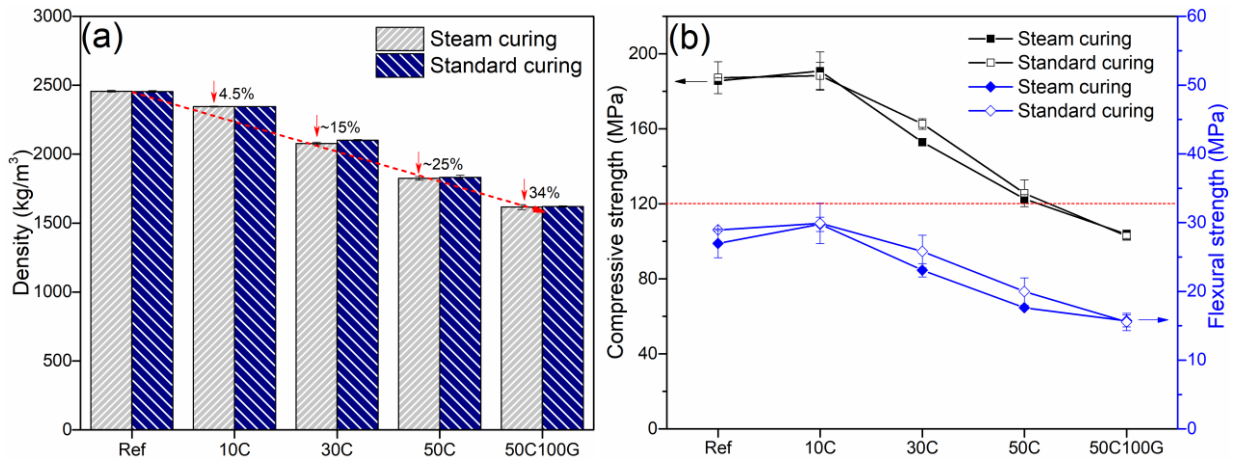 (a)
Steam curing
Standard curing
3000
2500
2000
1500
1000
500
0
Density (kg/m³)
4.5%
~15%
~25%
34%
Ref 10C 30C 50C 50C100G
(b)
Steam curing
Standard curing
Steam curing
Standard curing
200
160
120
80
40
0
Compressive strength (MPa)
60
50
40
30
20
10
0
Flexural strength (MPa)
Ref 10C 30C 50C 50C100G